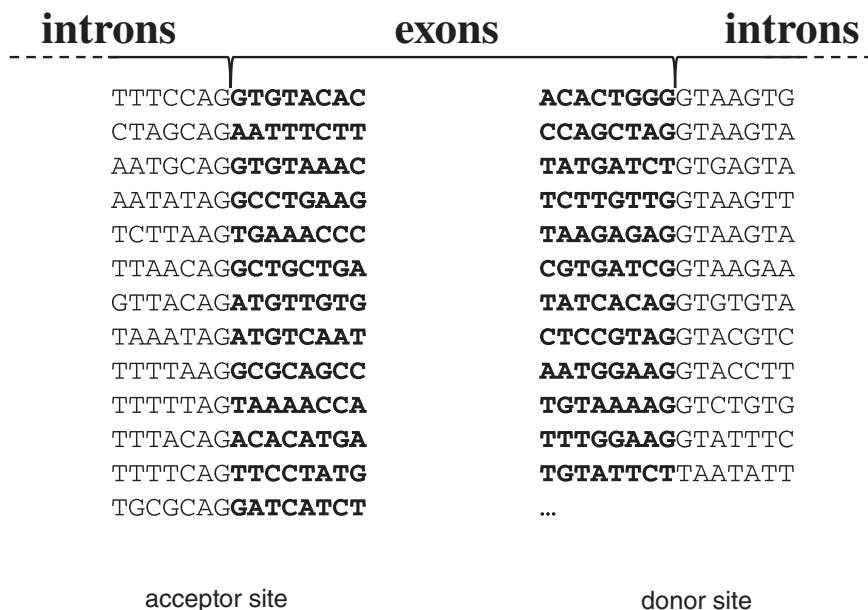 introns exons introns
TTTCCAGGTGTACAC ACACTGGGGTAAGTG
CTAGCAGAATTTCTT CCAGCTAGGTAAGTA
AATGCAGGTGTAAAC TATGATCTGTGAGTA
AATATAGGCCTGAAG TCTTGTTGGTAAGTT
TCTTAAGTGAAACCC TAAGAGAGGTAAGTA
TTAACAGGCTGCTGA CGTGATCGGTAAGAA
GTTACAGATGTTGTG TATCACAGGTGTGTA
TAAATAGATGTCAAT CTCCGTAGGTACGTC
TTTTAAGGCGCAGCC AATGGAAGGTACCTT
TTTTTAGTAAAACCA TGTAAAAGGTCTGTG
TTTACAGACACATGA TTTGGAAGGTATTTC
TTTTCAGTTCCTATG TGTATTCTTAATATT
TGCGCAGGATCATCT ...
acceptor site donor site